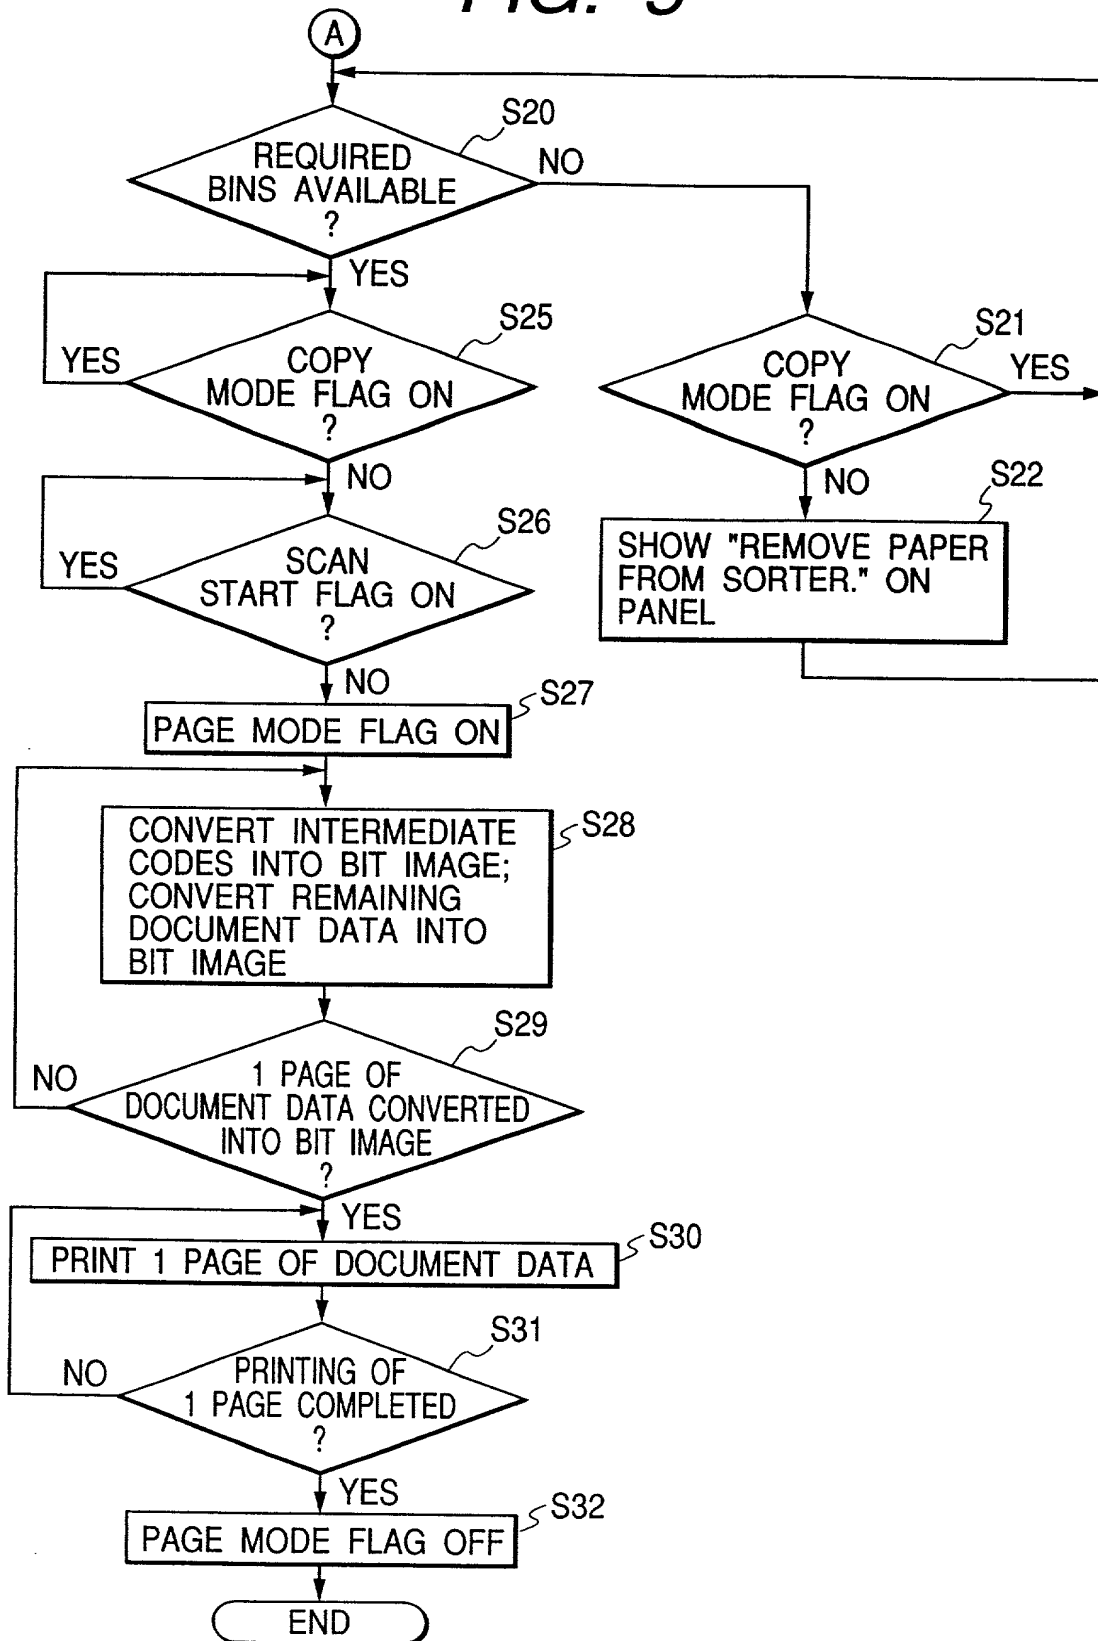 FIG. 9
A
S20
REQUIRED
BINS AVAILABLE
?
NO
YES
S25
COPY
MODE FLAG ON
?
YES
NO
S21
COPY
MODE FLAG ON
?
YES
NO
S22
SHOW "REMOVE PAPER
FROM SORTER." ON
PANEL
S26
SCAN
START FLAG ON
?
YES
NO
S27
PAGE MODE FLAG ON
S28
CONVERT INTERMEDIATE
CODES INTO BIT IMAGE;
CONVERT REMAINING
DOCUMENT DATA INTO
BIT IMAGE
S29
1 PAGE OF
DOCUMENT DATA CONVERTED
INTO BIT IMAGE
?
NO
YES
S30
PRINT 1 PAGE OF DOCUMENT DATA
S31
PRINTING OF
1 PAGE COMPLETED
?
NO
YES
S32
PAGE MODE FLAG OFF
END